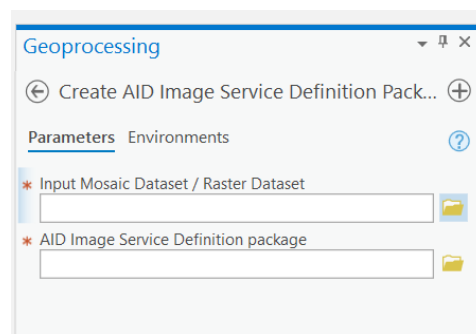 Geoprocessing
Create AID Image Service Definition Pack...
Parameters Environments
* Input Mosaic Dataset / Raster Dataset
* AID Image Service Definition package